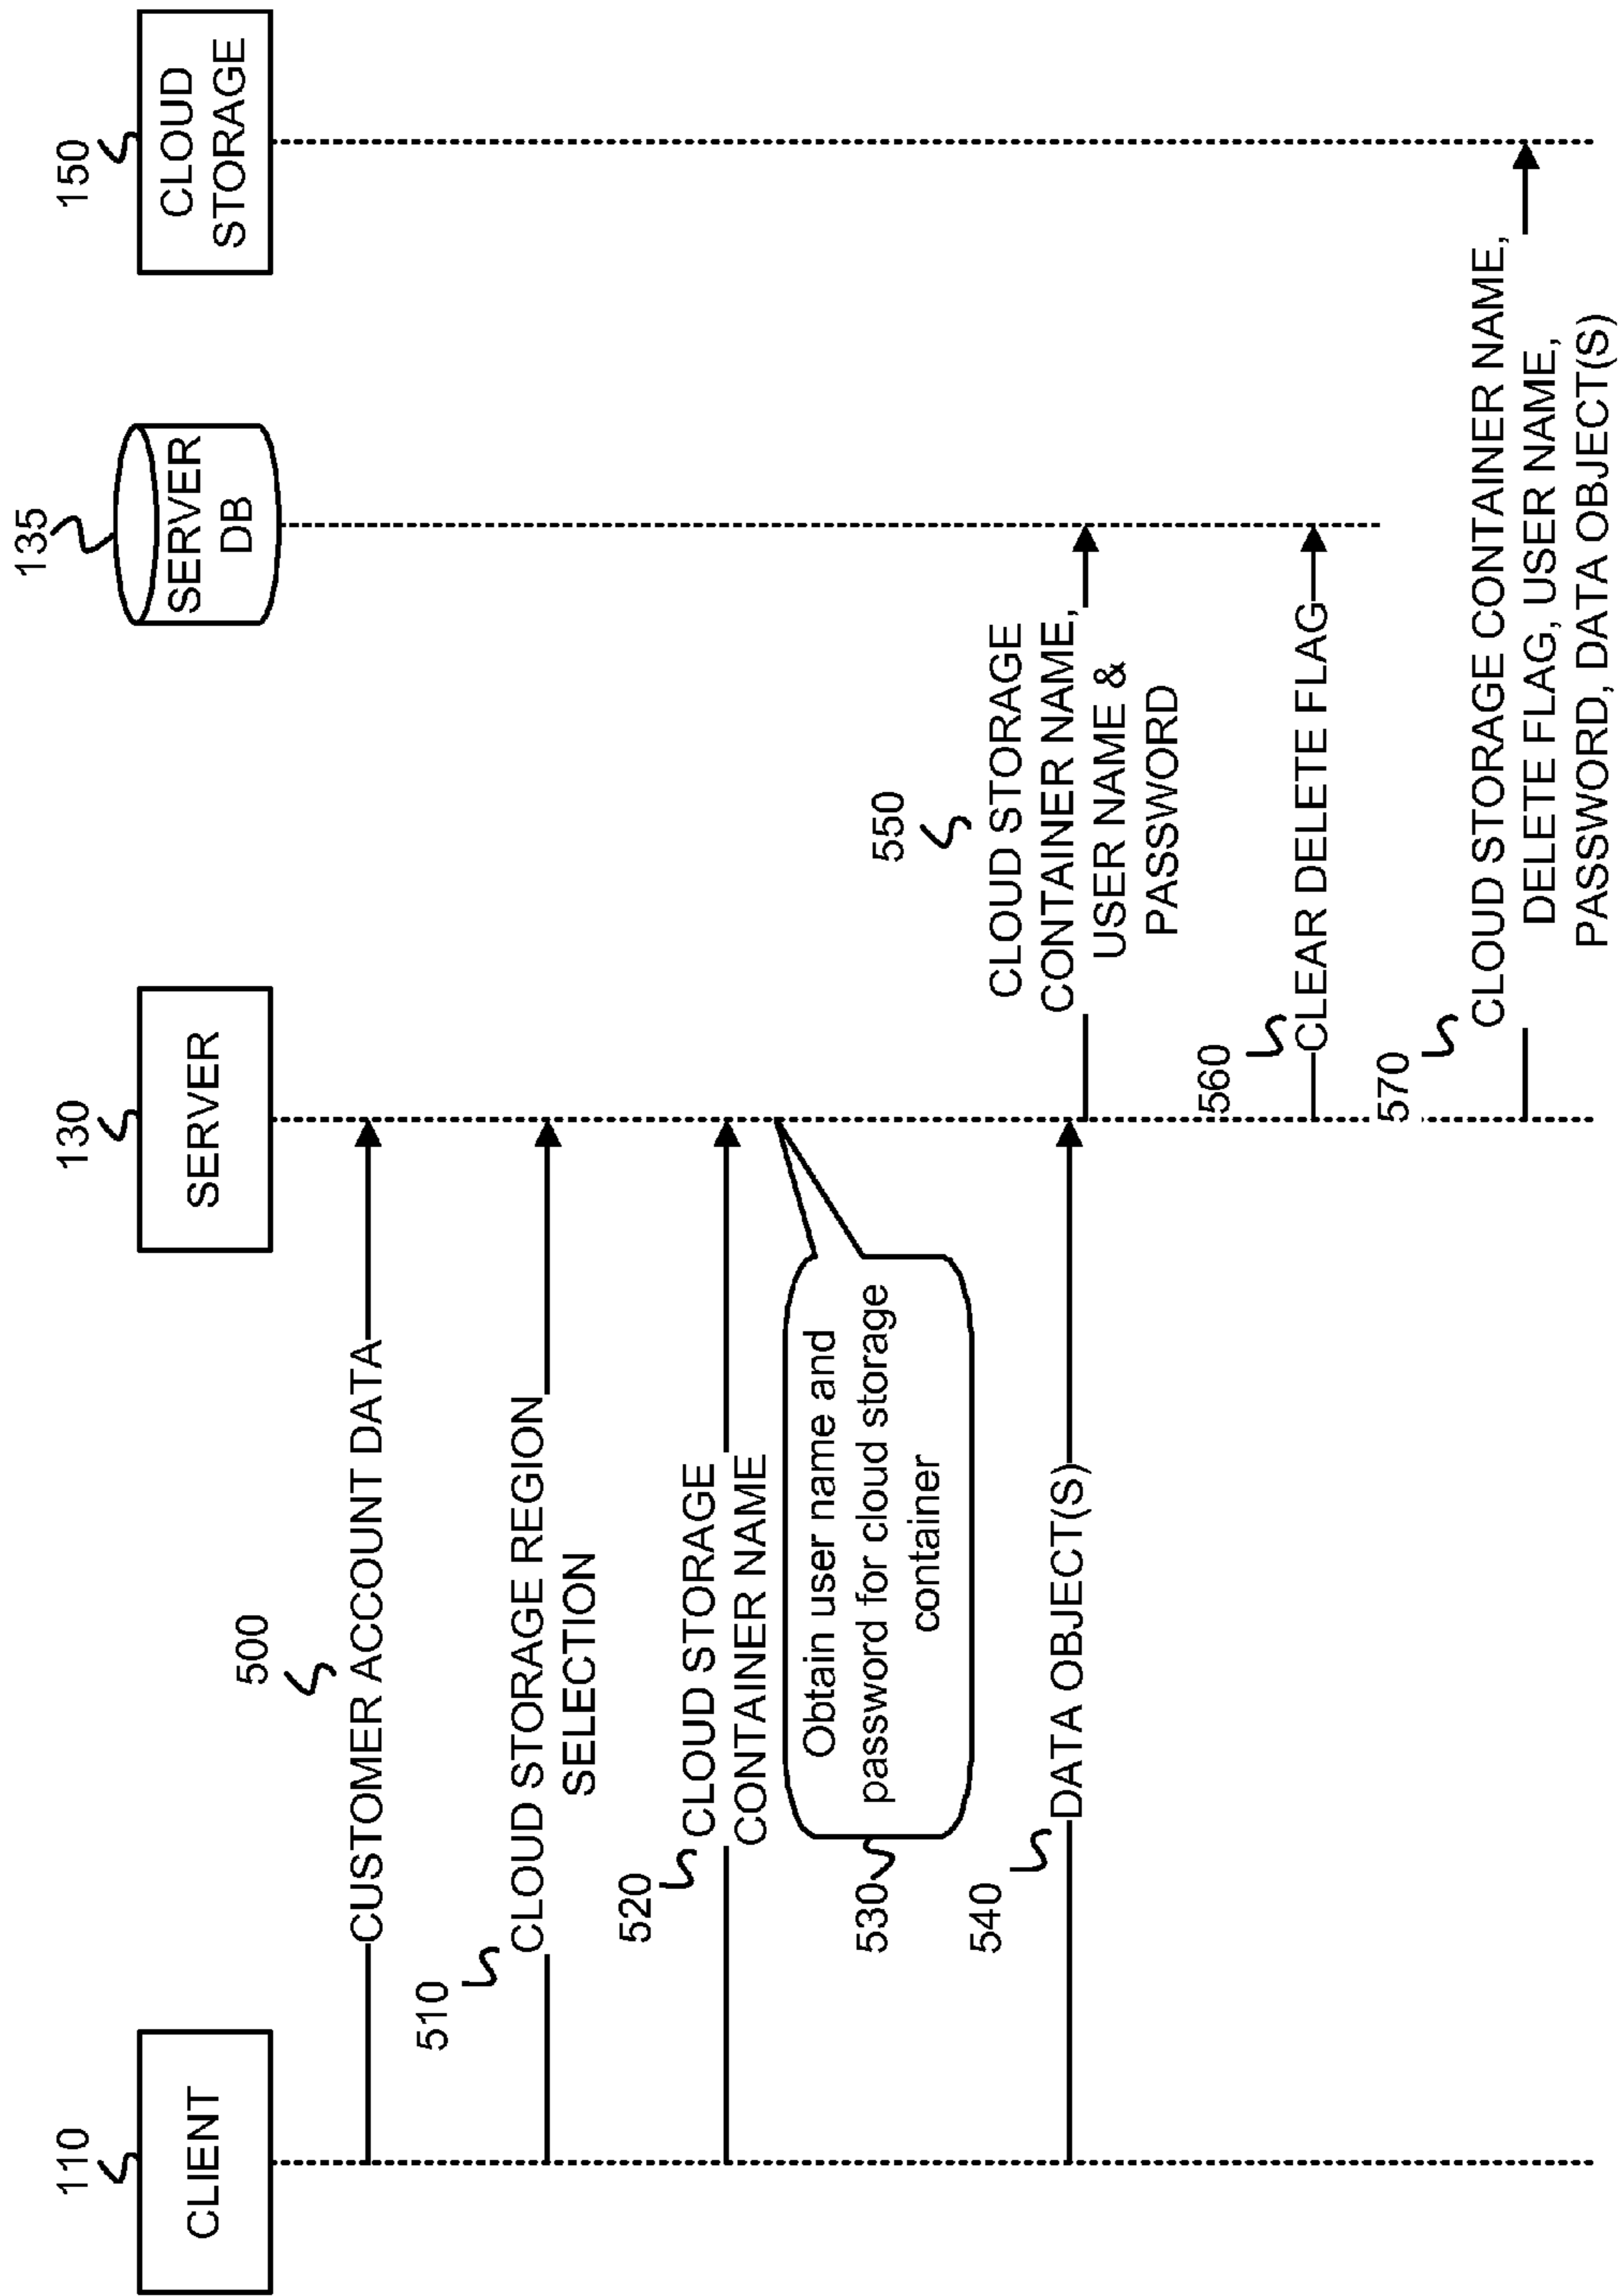 110
CLIENT
130
SERVER
135
SERVER
DB
150
CLOUD
STORAGE
500
CUSTOMER ACCOUNT DATA
510
CLOUD STORAGE REGION
SELECTION
520
CLOUD STORAGE
CONTAINER NAME
530
Obtain user name and
password for cloud storage
container
540
DATA OBJECT(S)
550
CLOUD STORAGE
CONTAINER NAME,
USER NAME &
PASSWORD
560
CLEAR DELETE FLAG
570
CLOUD STORAGE CONTAINER NAME,
DELETE FLAG, USER NAME,
PASSWORD, DATA OBJECT(S)